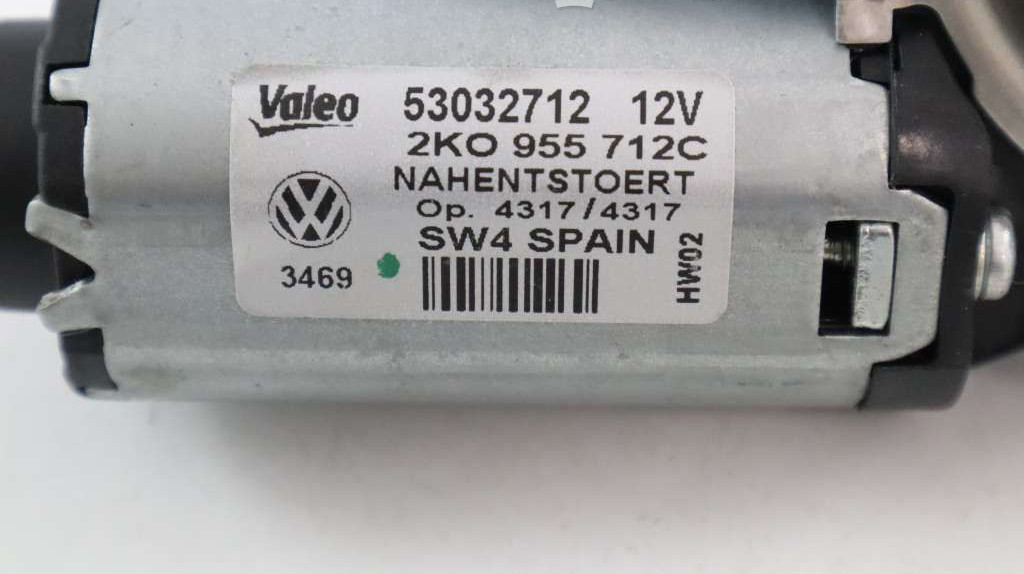 Valeo 53032712 12V
2KO 955 712C
NAHENTSTOERT
Op. 4317/4317
SW4 SPAIN
3469
HW02